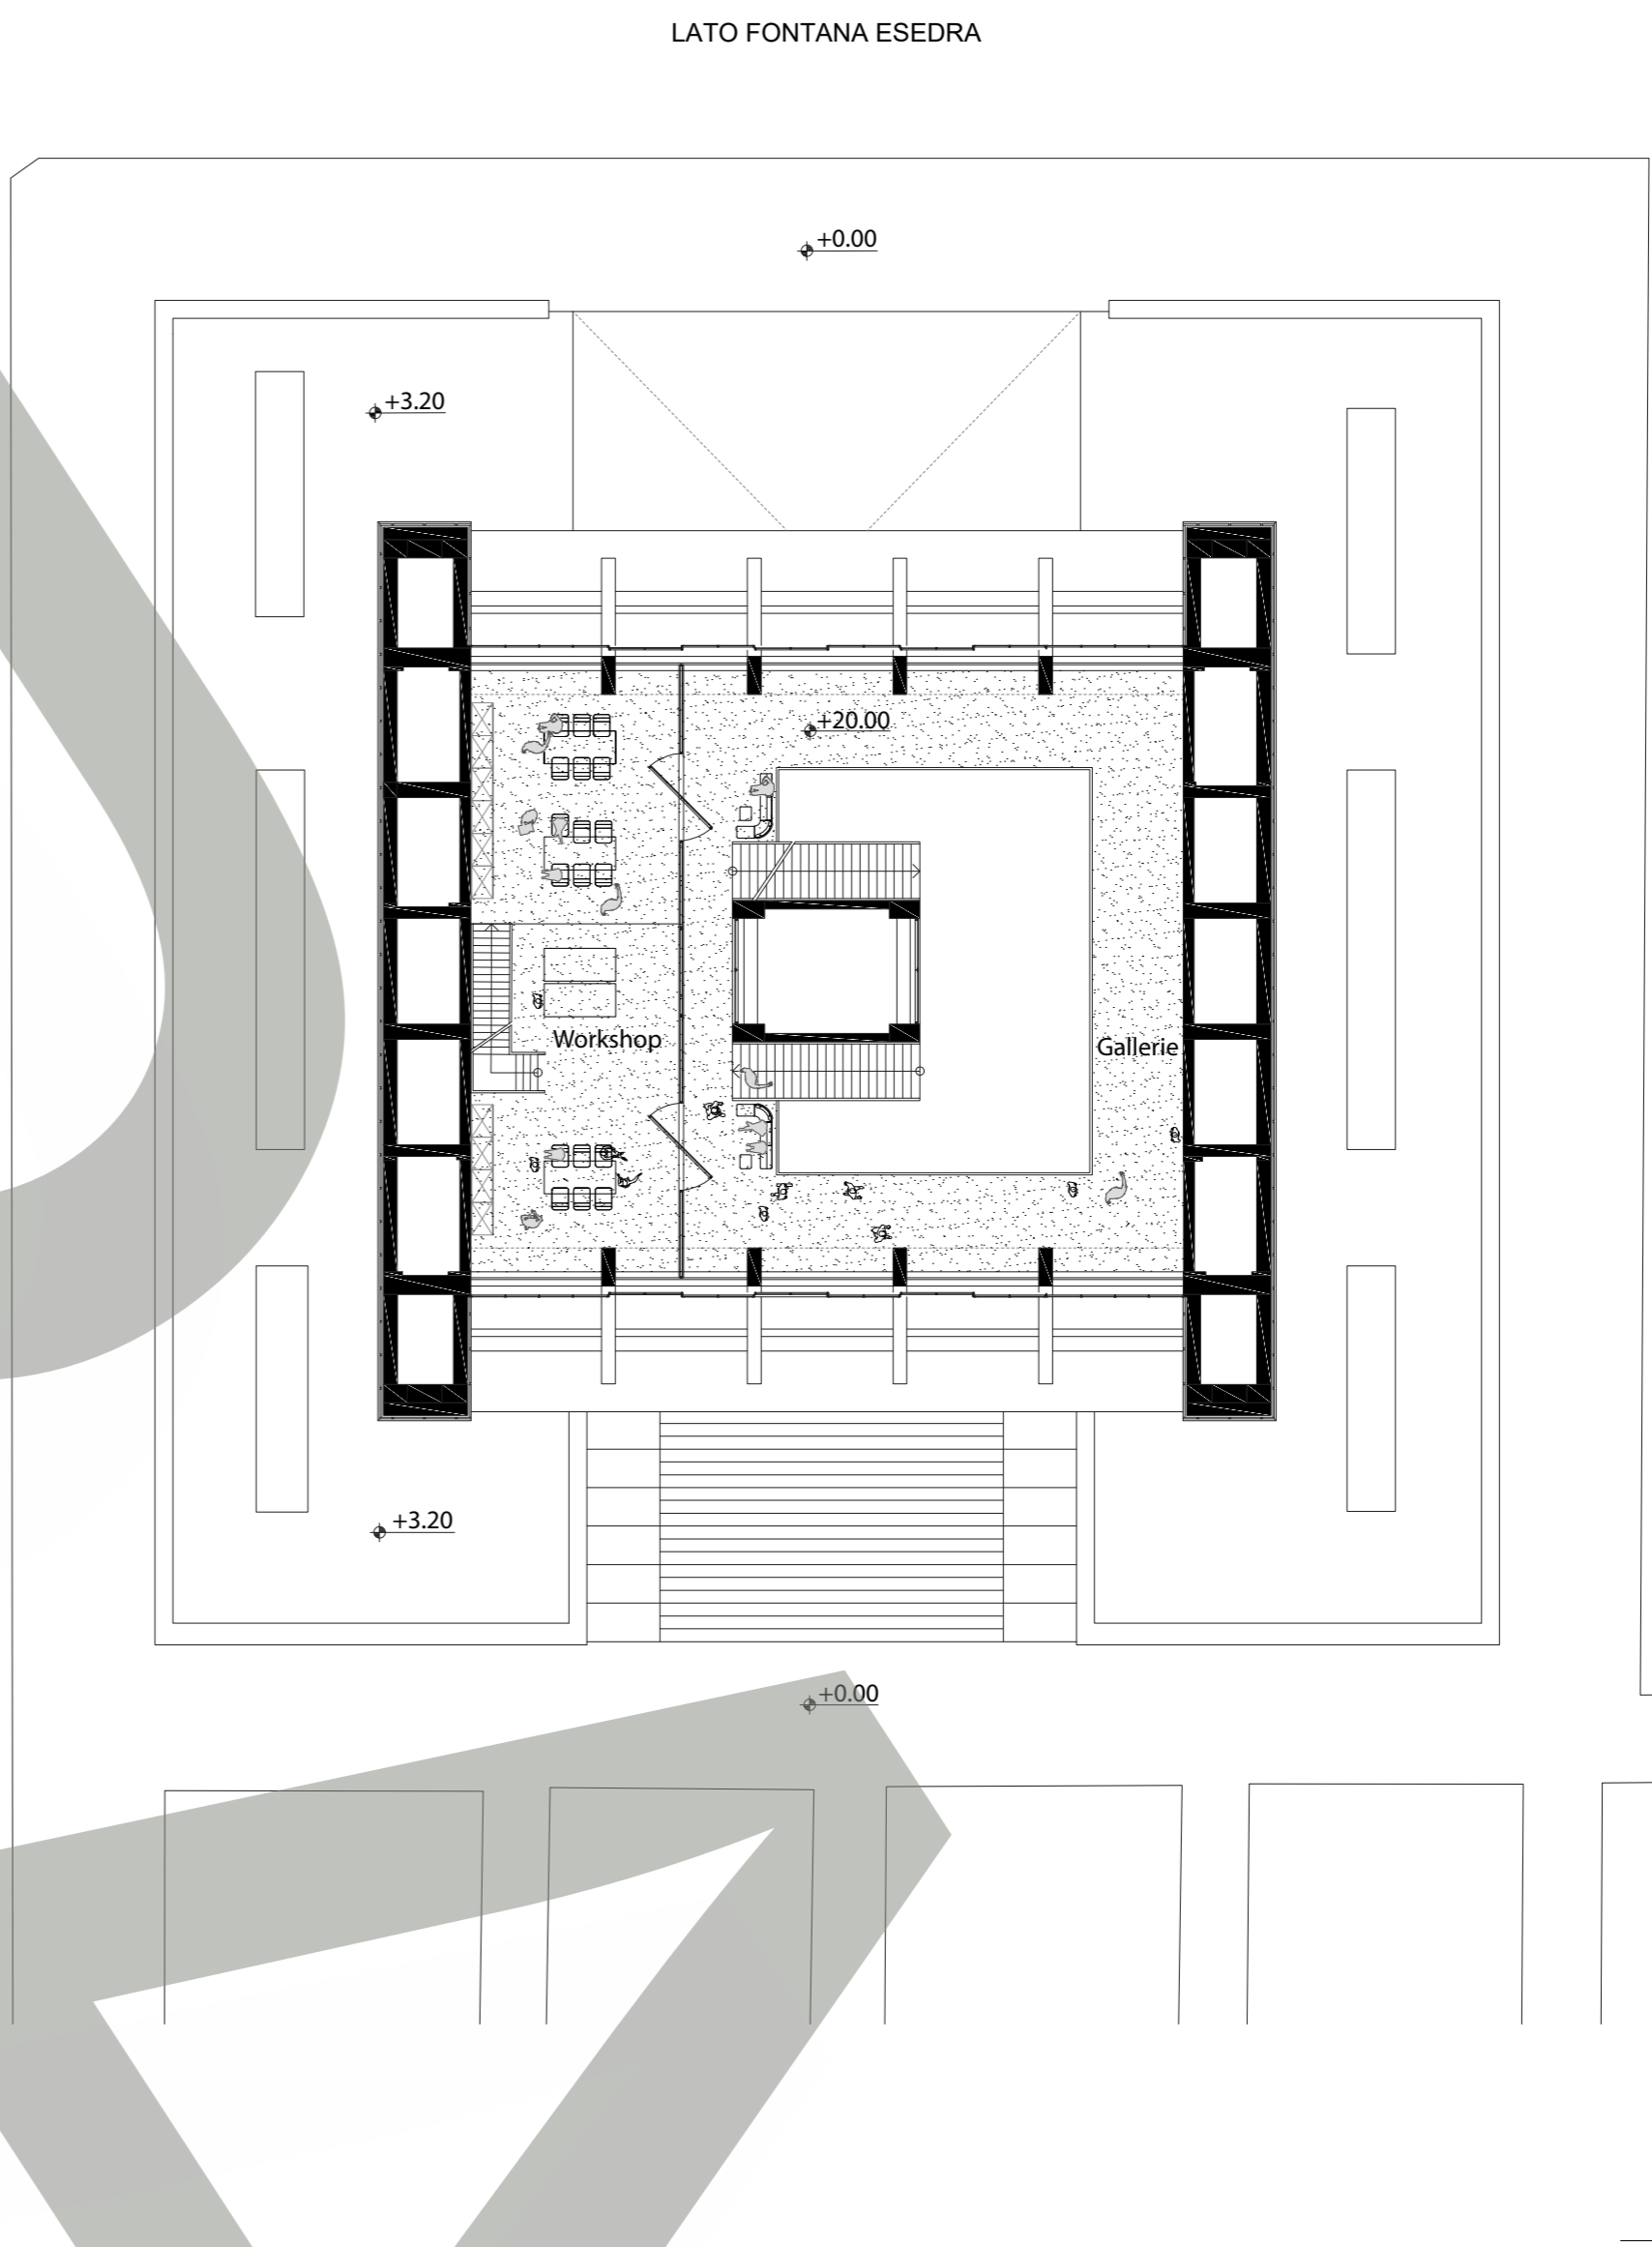 LATO FONTANA ESEDRA
+0.00
+3.20
+20.00
Workshop
Gallerie
+3.20
+0.00